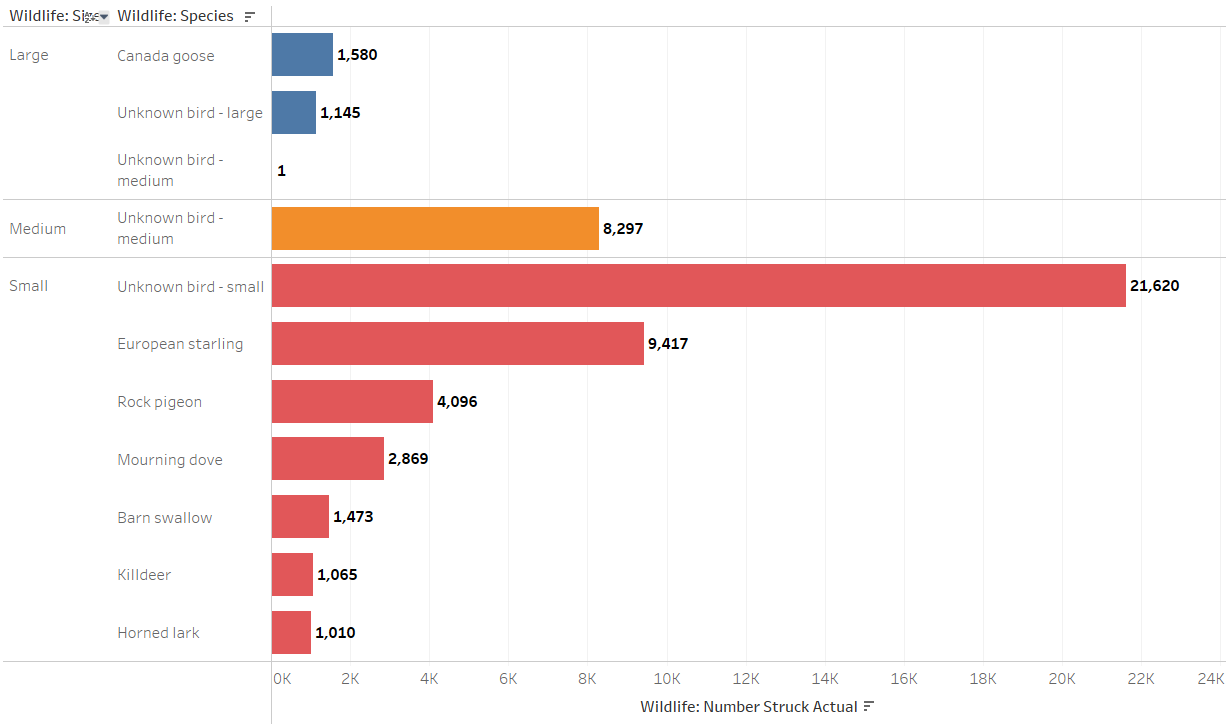 Wildlife: Size Wildlife: Species
Large
Canada goose
1,580
Unknown bird - large
1,145
Unknown bird -
medium
1
Medium
Unknown bird -
medium
8,297
Small
Unknown bird - small
21,620
European starling
9,417
Rock pigeon
4,096
Mourning dove
2,869
Barn swallow
1,473
Killdeer
1,065
Horned lark
1,010
0K 2K 4K 6K 8K 10K 12K 14K 16K 18K 20K 22K 24K
Wildlife: Number Struck Actual